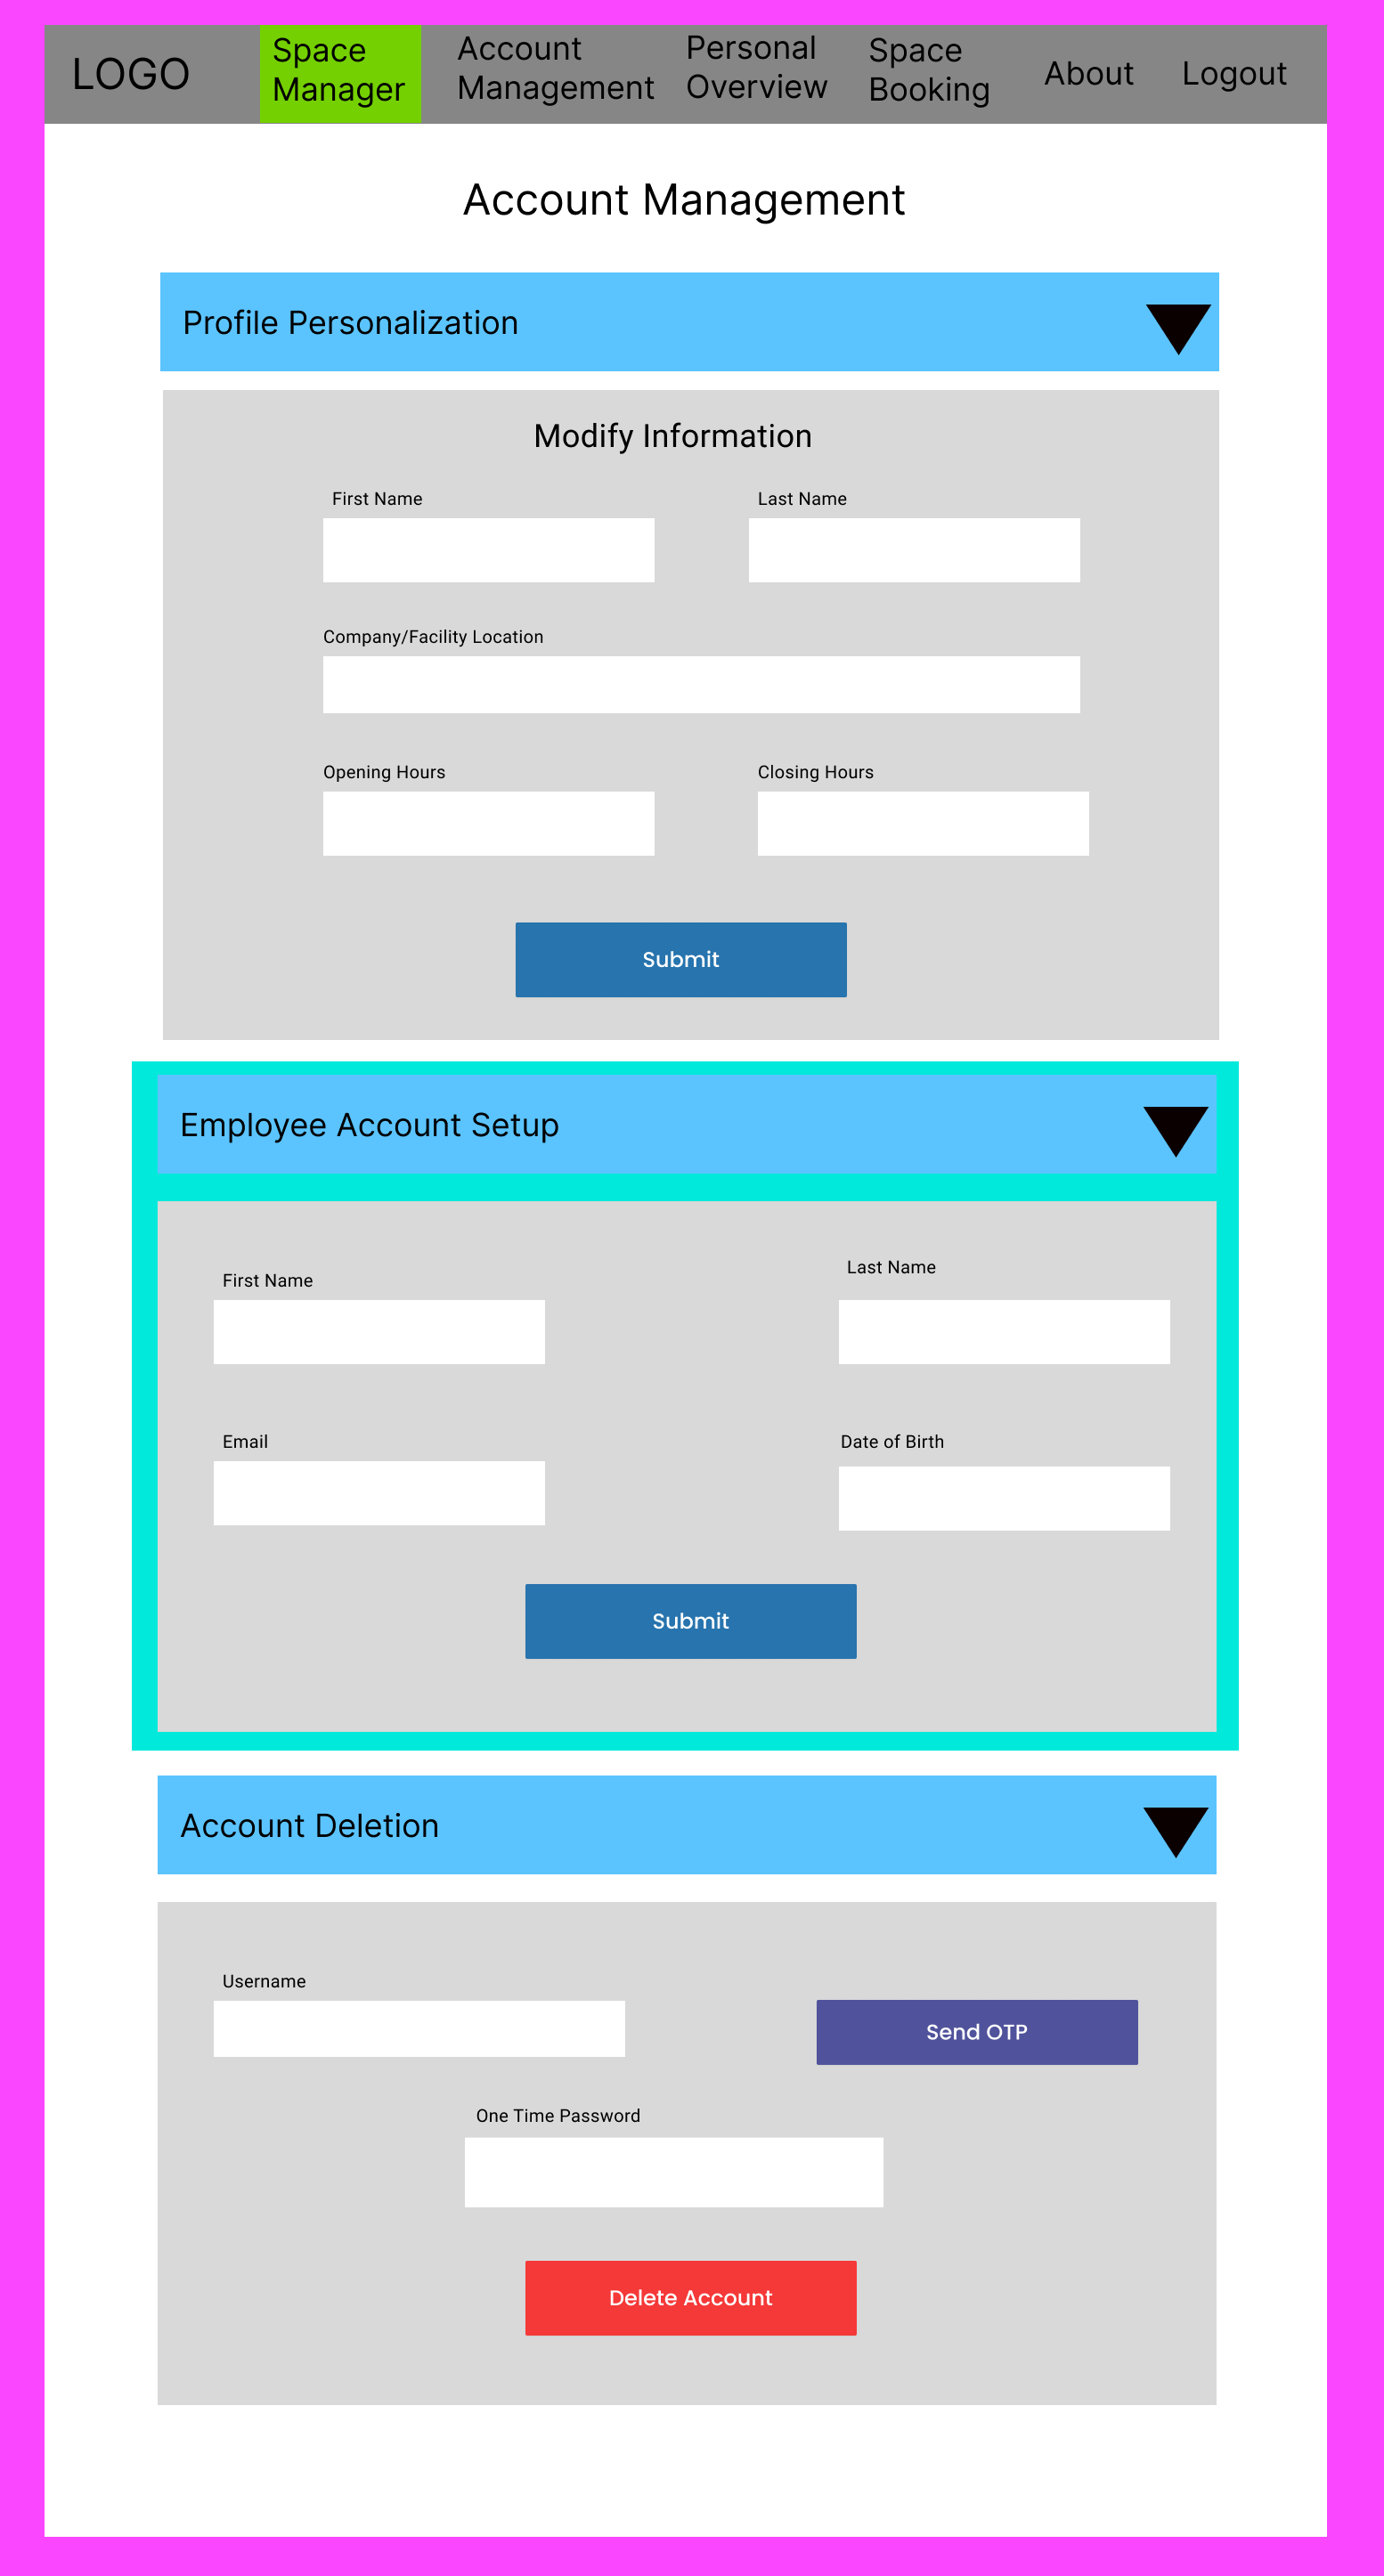 LOGO
Space
Manager
Account
Management
Personal
Overview
Space
Booking
About
Logout
Account Management
Profile Personalization
Modify Information
First Name
Last Name
Company/Facility Location
Opening Hours
Closing Hours
Submit
Employee Account Setup
First Name
Last Name
Email
Date of Birth
Submit
Account Deletion
Username
Send OTP
One Time Password
Delete Account